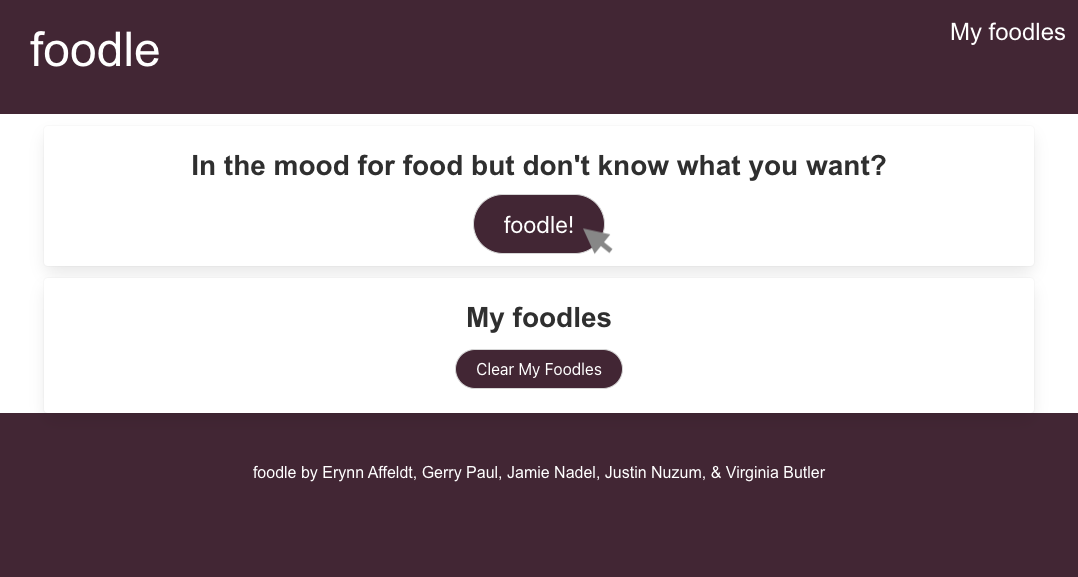 foodle
My foodles
In the mood for food but don't know what you want?
foodle!
My foodles
Clear My Foodles
foodle by Erynn Affeldt, Gerry Paul, Jamie Nadel, Justin Nuzum, & Virginia Butler